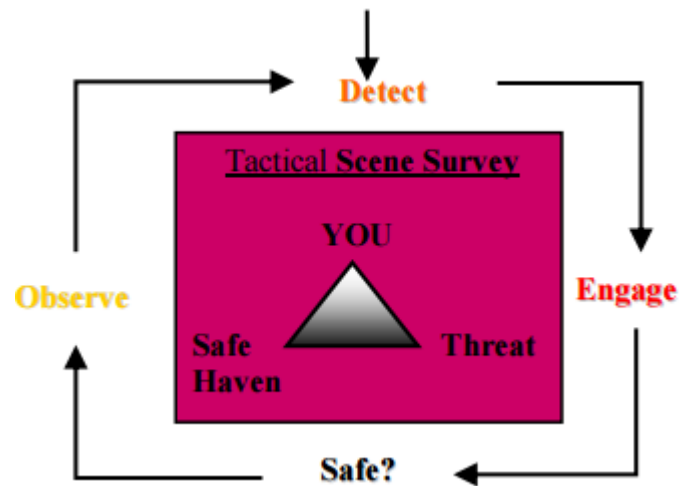 Detect
Tactical Scene Survey
YOU
Observe
Engage
Safe
Haven
Threat
Safe?